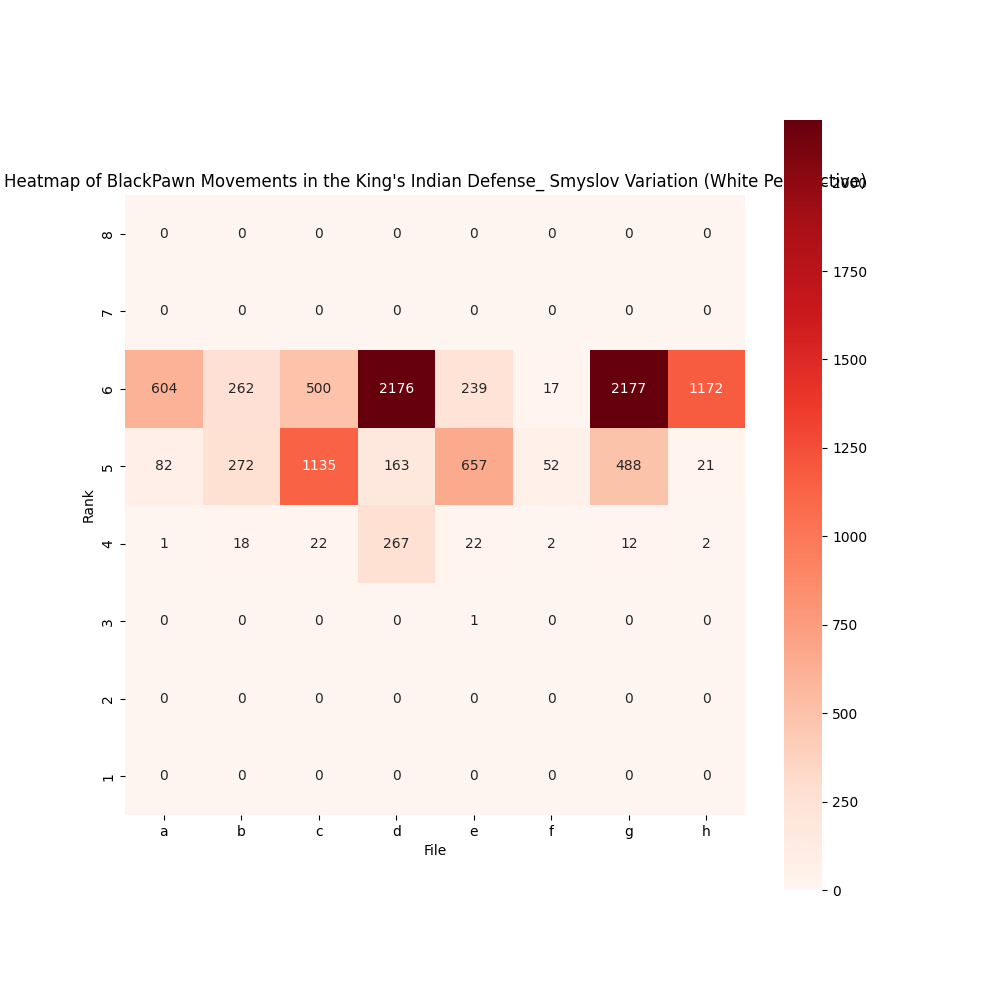 Heatmap of BlackPawn Movements in the King's Indian Defense_ Smyslov Variation (White Pe ctive)
2000
8 0 0 0 0 0 0 0 0
1750
7 0 0 0 0 0 0 0 0
1500
6 604 262 500 2176 239 17 2177 1172
1250
5 82 272 1135 163 657 52 488 21
Rank
1000
4 1 18 22 267 22 2 12 2
750
3 0 0 0 0 1 0 0 0
500
2 0 0 0 0 0 0 0 0
1 0 0 0 0 0 0 0 0
250
a b c d e f g h
File
0